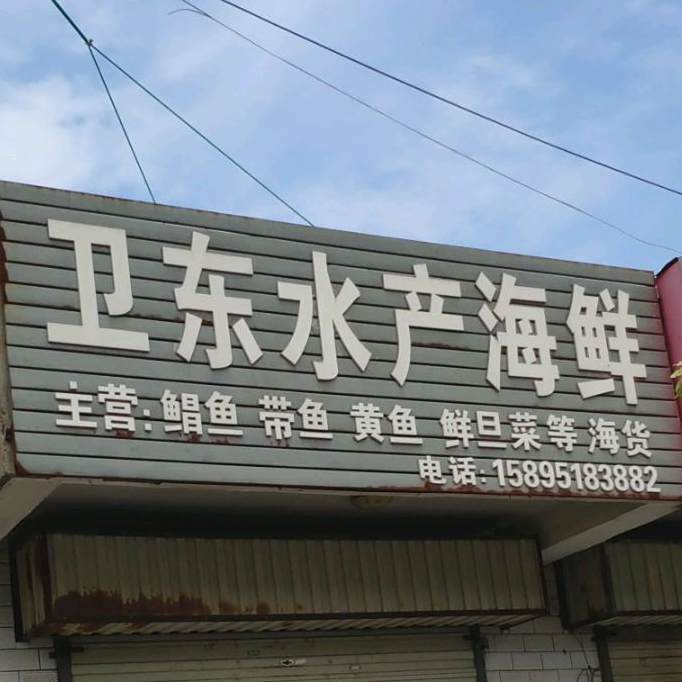 卫东水产海鲜
主营:鲳鱼 带鱼 黄鱼 鲜旦菜等 海货
电话:15895183882